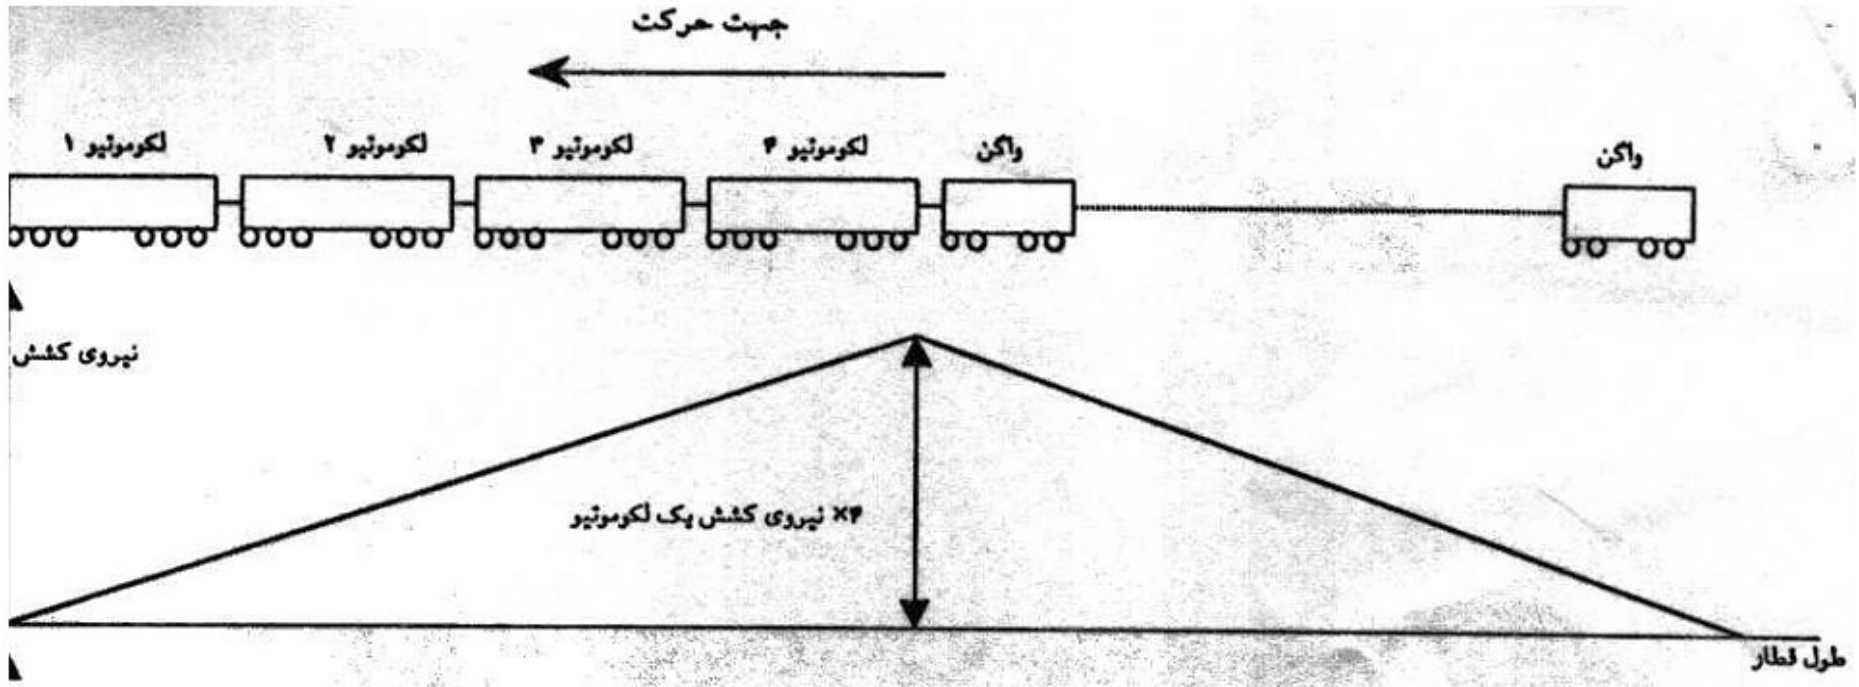 جهت حرکت
لکوموتیو ۱
لکوموتیو ۲
لکوموتیو ۳
لکوموتیو ۴
واگن
واگن
نیروی کشش
۴× نیروی کشش یک لکوموتیو
طول قطار